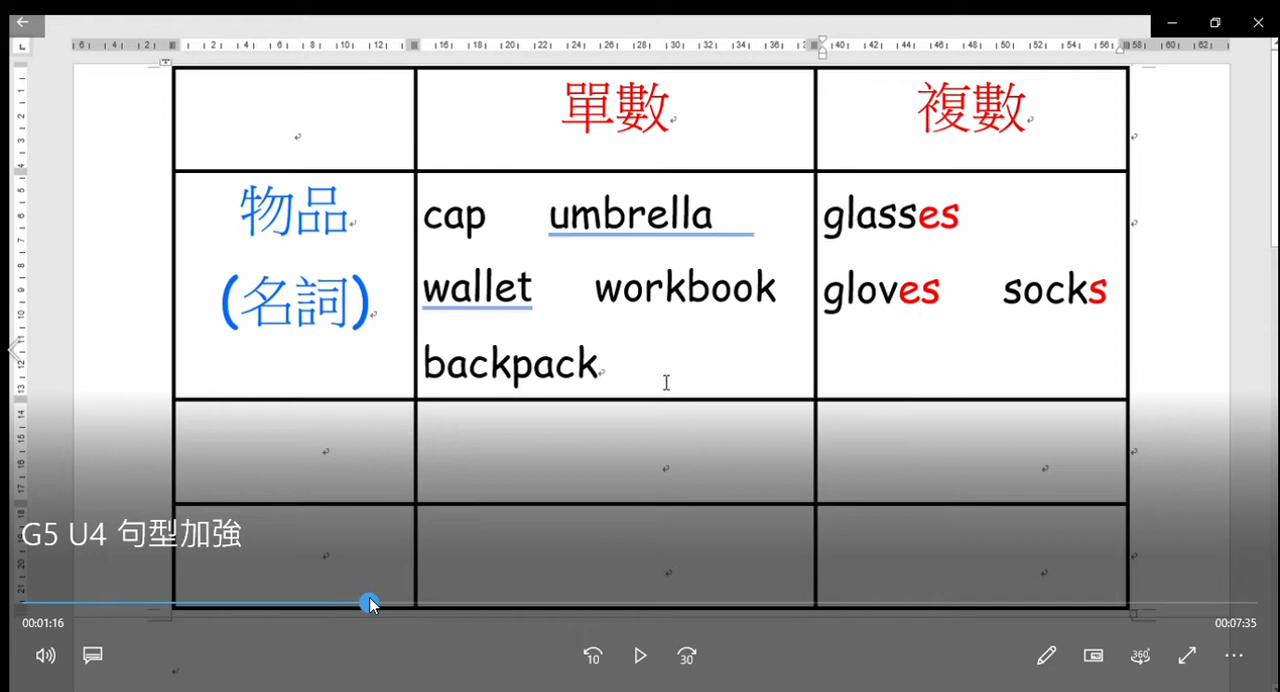 單數
複數
物品
(名詞)
cap umbrella
wallet workbook
backpack
glasses
gloves socks
G5 U4 句型加強
00:01:16
00:07:35
10
30
360